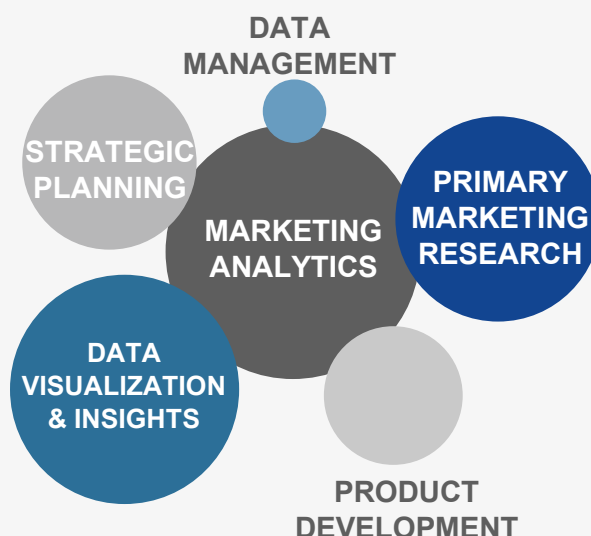 DATA
MANAGEMENT
STRATEGIC
PLANNING
PRIMARY
MARKETING
RESEARCH
MARKETING
ANALYTICS
DATA
VISUALIZATION
& INSIGHTS
PRODUCT
DEVELOPMENT